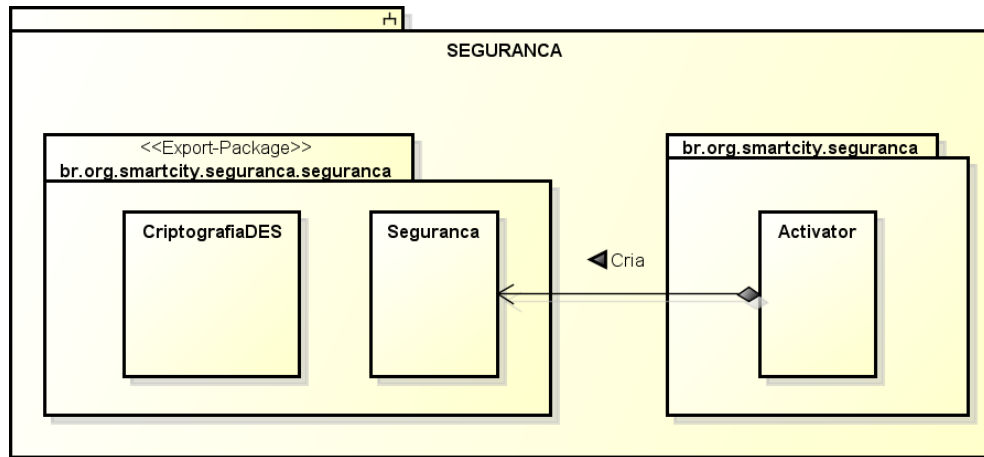 SEGURANCA
<<Export-Package>>
br.org.smartcity.seguranca.seguranca
br.org.smartcity.seguranca
CriptografiaDES
Seguranca
Activator
Cria